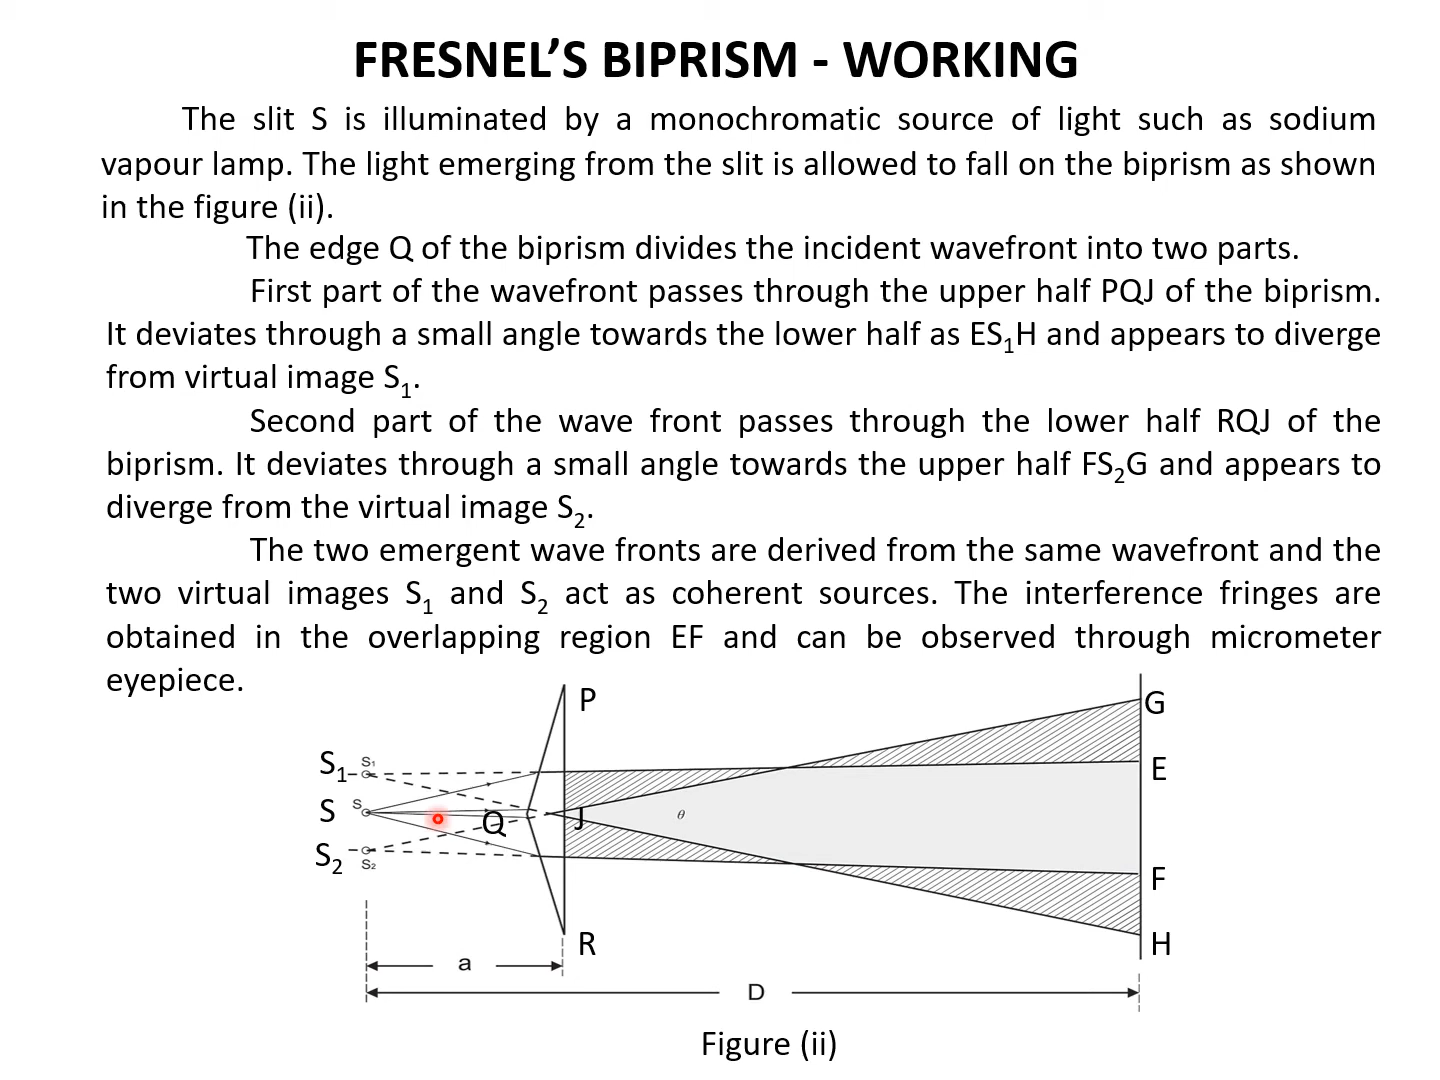 FRESNEL’S BIPRISM - WORKING
The slit S is illuminated by a monochromatic source of light such as sodium
vapour lamp. The light emerging from the slit is allowed to fall on the biprism as shown
in the figure (ii).
The edge Q of the biprism divides the incident wavefront into two parts.
First part of the wavefront passes through the upper half PQJ of the biprism.
It deviates through a small angle towards the lower half as ES₁H and appears to diverge
from virtual image S₁.
Second part of the wave front passes through the lower half RQJ of the
biprism. It deviates through a small angle towards the upper half FS₂G and appears to
diverge from the virtual image S₂.
The two emergent wave fronts are derived from the same wavefront and the
two virtual images S₁ and S₂ act as coherent sources. The interference fringes are
obtained in the overlapping region EF and can be observed through micrometer
eyepiece.
P
G
S₁ S₁
E
S S
Q
J
θ
S₂ S₂
F
R
H
a
D
Figure (ii)